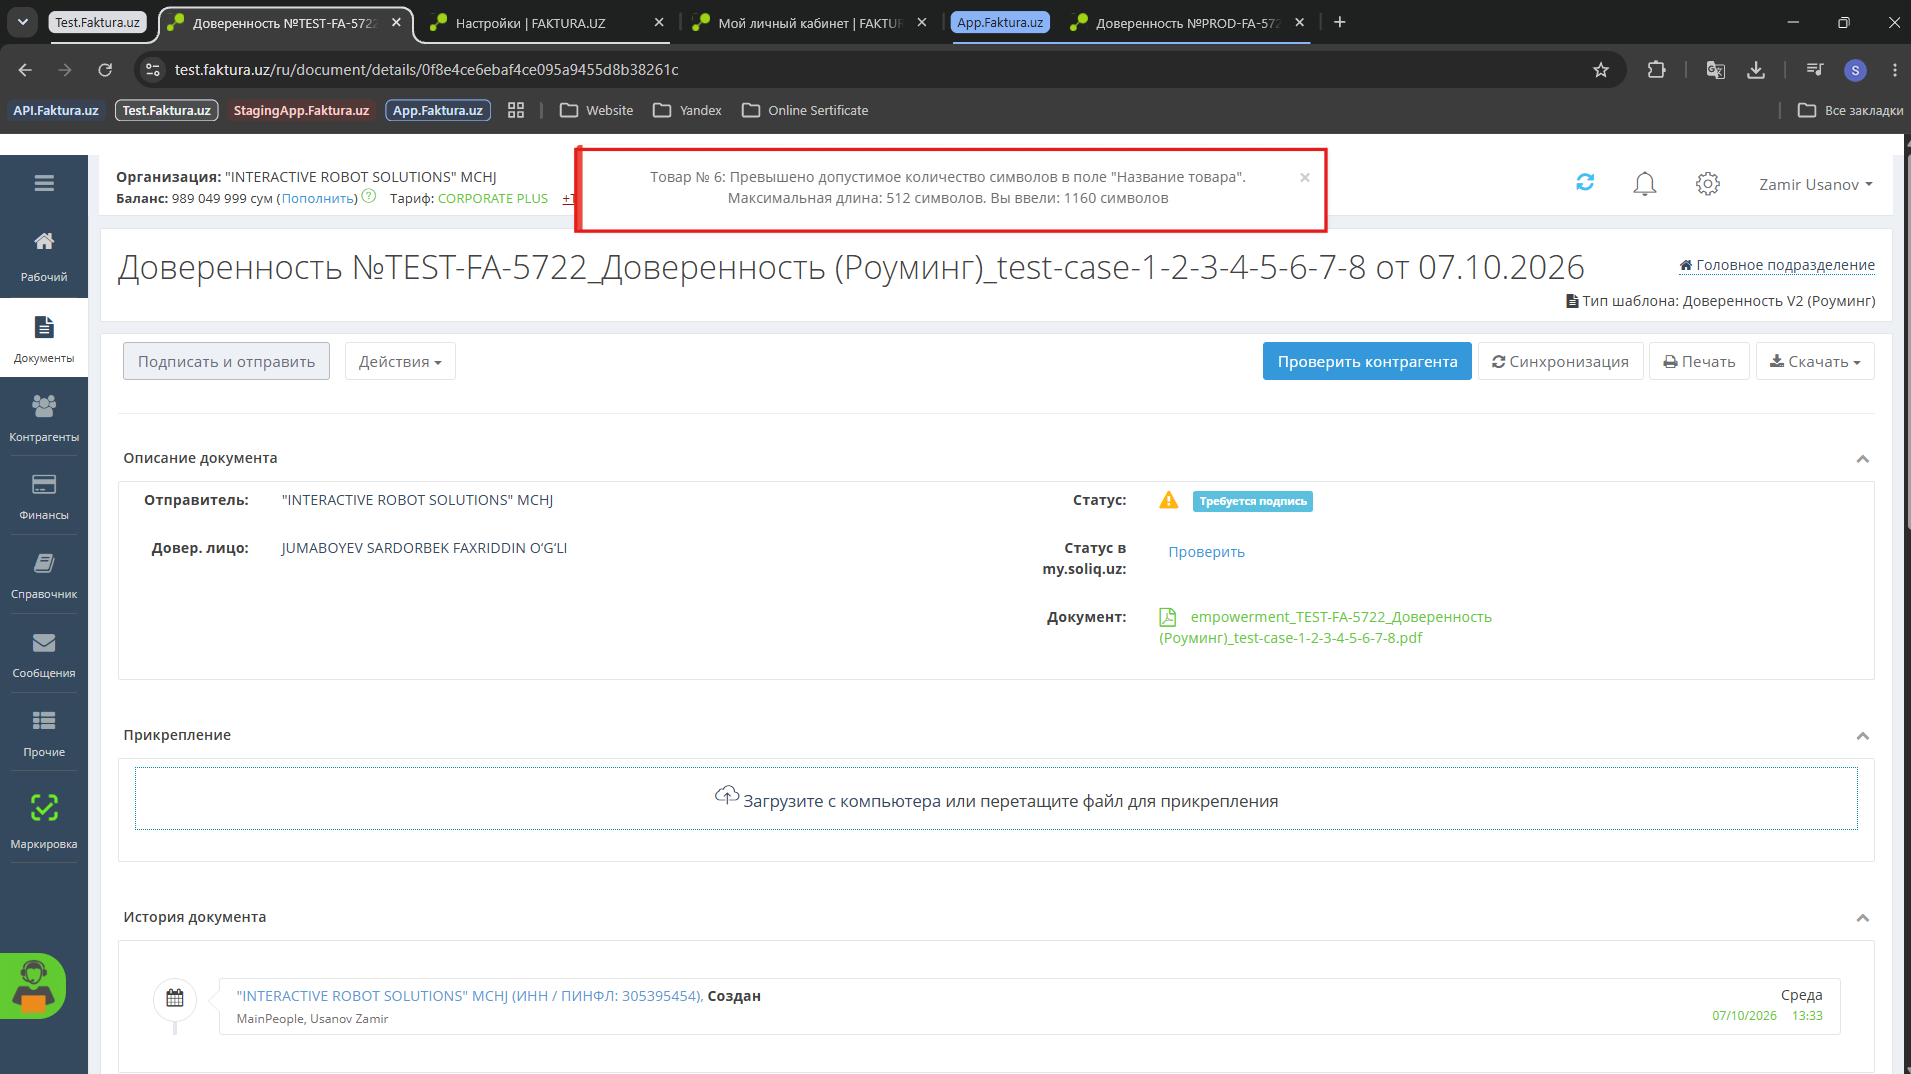 Test.Faktura.uz
Доверенность №TEST-FA-5722
Настройки | FAKTURA.UZ
Мой личный кабинет | FAKTUR
App.Faktura.uz
Доверенность №PROD-FA-572
test.faktura.uz/ru/document/details/0f8e4ce6ebaf4ce095a9455d8b38261c
S
API.Faktura.uz
Test.Faktura.uz
StagingApp.Faktura.uz
App.Faktura.uz
Website
Yandex
Online Sertificate
Все закладки
Организация: "INTERACTIVE ROBOT SOLUTIONS" MCHJ
Баланс: 989 049 999 сум (Пополнить) ? Тариф: CORPORATE PLUS
Товар № 6: Превышено допустимое количество символов в поле "Название товара".
Максимальная длина: 512 символов. Вы ввели: 1160 символов
Zamir Usanov
Рабочий
Документы
Контрагенты
Финансы
Справочник
Сообщения
Прочие
Маркировка
Доверенность №TEST-FA-5722_Доверенность (Роуминг)_test-case-1-2-3-4-5-6-7-8 от 07.10.2026
Головное подразделение
Тип шаблона: Доверенность V2 (Роуминг)
Подписать и отправить
Действия
Проверить контрагента
Синхронизация
Печать
Скачать
Описание документа
Отправитель: "INTERACTIVE ROBOT SOLUTIONS" MCHJ
Статус: Требуется подпись
Довер. лицо: JUMABOYEV SARDORBEK FAXRIDDIN O‘G‘LI
Статус в
my.soliq.uz:
Проверить
Документ: empowerment_TEST-FA-5722_Доверенность
(Роуминг)_test-case-1-2-3-4-5-6-7-8.pdf
Прикрепление
Загрузите с компьютера или перетащите файл для прикрепления
История документа
"INTERACTIVE ROBOT SOLUTIONS" MCHJ (ИНН / ПИНФЛ: 305395454), Создан
MainPeople, Usanov Zamir
Среда
07/10/2026 13:33